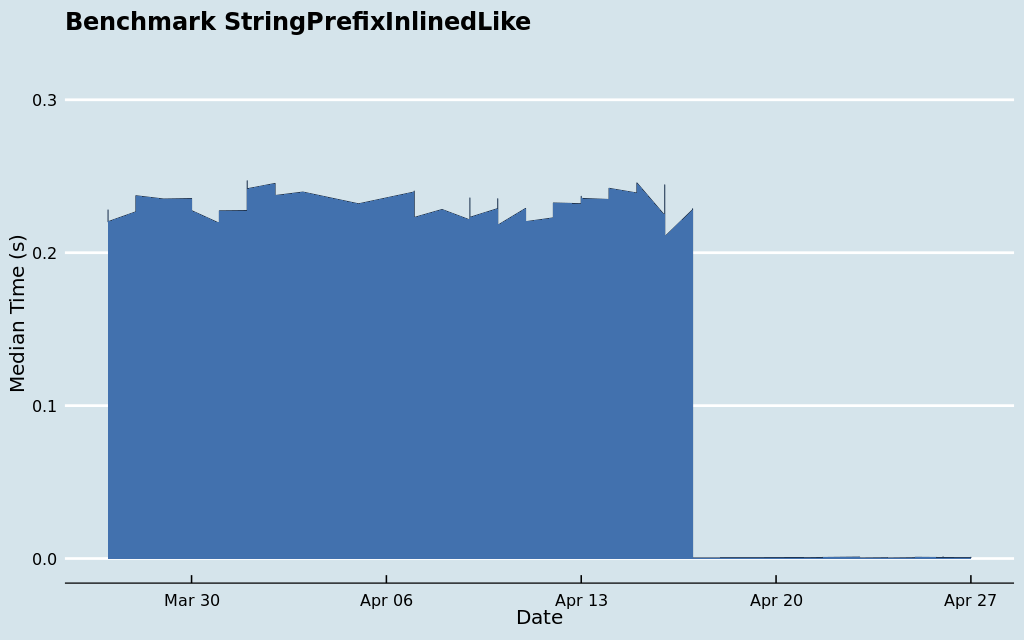 Benchmark StringPrefixInlinedLike
Median Time (s)
0.3
0.2
0.1
0.0
Mar 30 Apr 06 Apr 13 Apr 20 Apr 27
Date